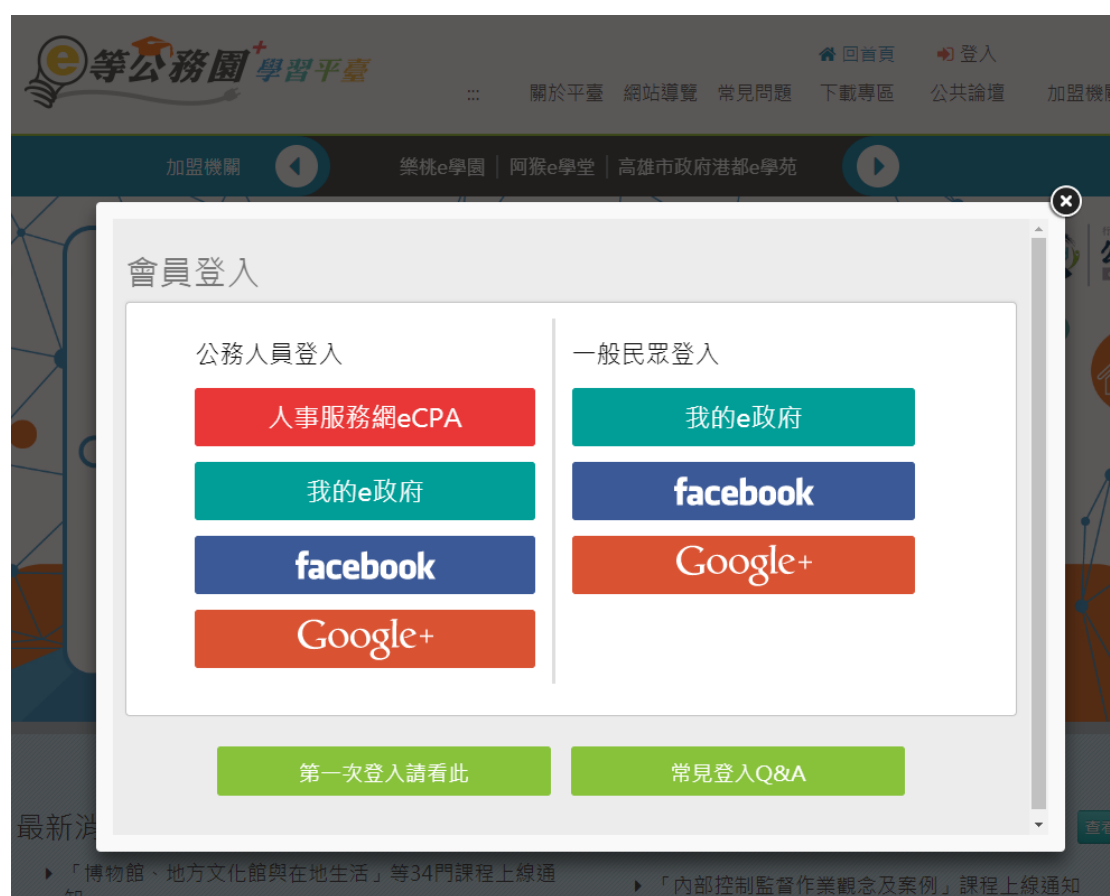 e等公務園+學習平臺
回首頁 登入
::: 關於平臺 網站導覽 常見問題 下載專區 公共論壇 加盟機關
加盟機關 樂桃e學園 | 阿猴e學堂 | 高雄市政府港都e學苑
會員登入
公務人員登入
人事服務網eCPA
我的e政府
facebook
Google+
一般民眾登入
我的e政府
facebook
Google+
第一次登入請看此
常見登入Q&A
最新消
查看
「博物館、地方文化館與在地生活」等34門課程上線通
知
「內部控制監督作業觀念及案例」課程上線通知